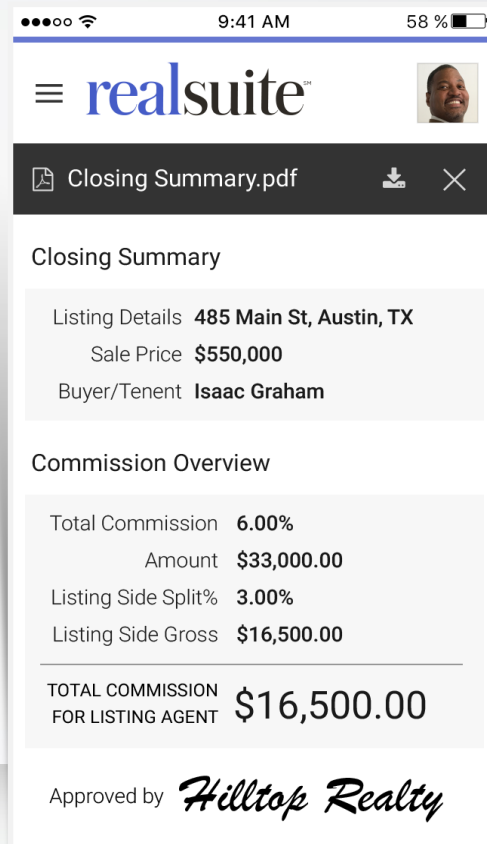 9:41 AM 58 %
realsuite℠
Closing Summary.pdf
Closing Summary
Listing Details 485 Main St, Austin, TX
Sale Price $550,000
Buyer/Tenent Isaac Graham
Commission Overview
Total Commission 6.00%
Amount $33,000.00
Listing Side Split% 3.00%
Listing Side Gross $16,500.00
TOTAL COMMISSION
FOR LISTING AGENT $16,500.00
Approved by Hilltop Realty